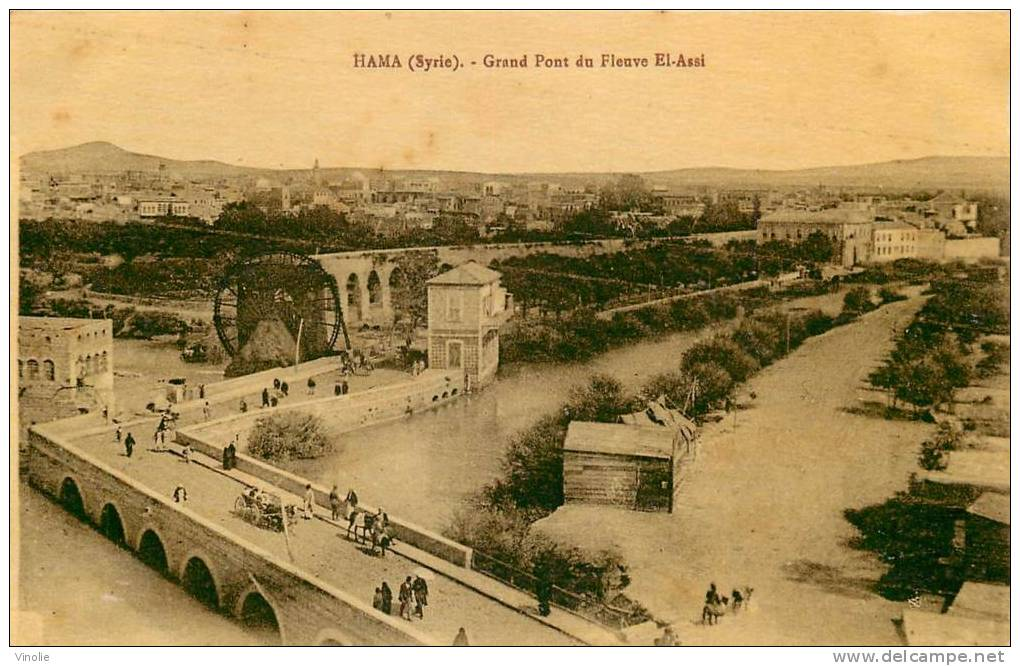 HAMA (Syrie). - Grand Pont du Fleuve El-Assi
Vinolie
www.delcampe.net